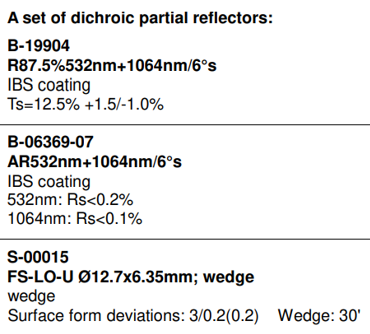 A set of dichroic partial reflectors:
B-19904
R87.5%532nm+1064nm/6°s
IBS coating
Ts=12.5% +1.5/-1.0%
B-06369-07
AR532nm+1064nm/6°s
IBS coating
532nm: Rs<0.2%
1064nm: Rs<0.1%
S-00015
FS-LO-U Ø12.7x6.35mm; wedge
wedge
Surface form deviations: 3/0.2(0.2) Wedge: 30'